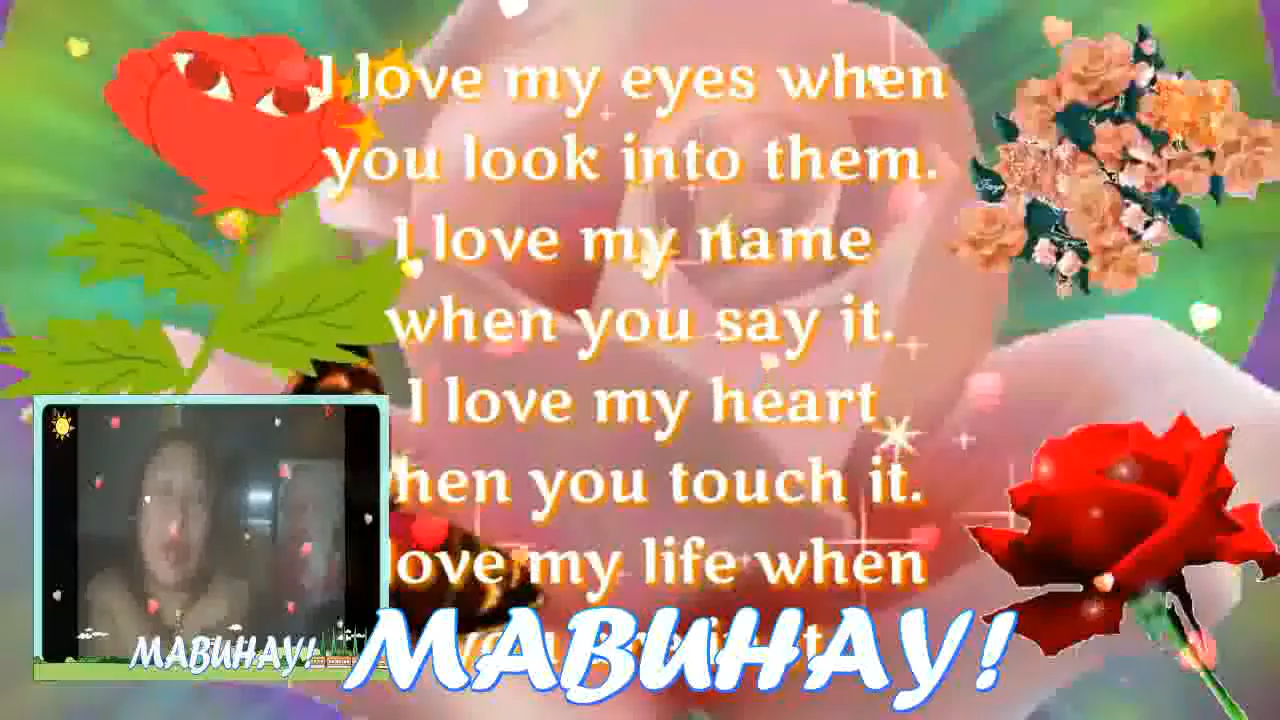 I love my eyes when
you look into them.
I love my name
when you say it.
I love my heart
hen you touch it.
love my life when
MABUHAY!
MABUHAY!